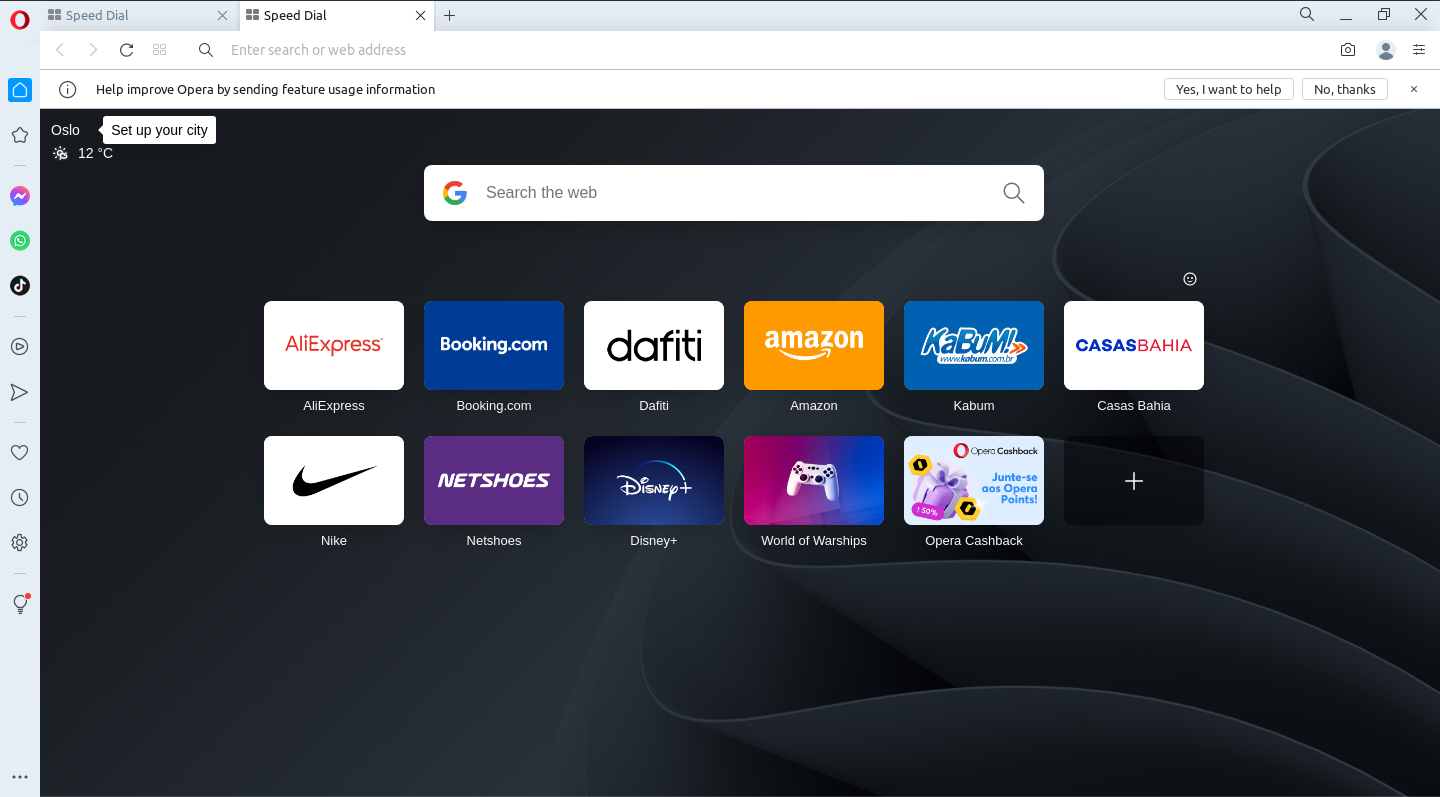 Speed Dial
Speed Dial
Enter search or web address
Help improve Opera by sending feature usage information
Yes, I want to help
No, thanks
Oslo
Set up your city
12 °C
Search the web
AliExpress
Booking.com
dafiti
amazon
KaBuM!
www.kabum.com.br
CASASBAHIA
AliExpress
Booking.com
Dafiti
Amazon
Kabum
Casas Bahia
NETSHOES
Disney+
Opera Cashback
Junte-se
aos Opera
Points!
↑ 50%
Nike
Netshoes
Disney+
World of Warships
Opera Cashback